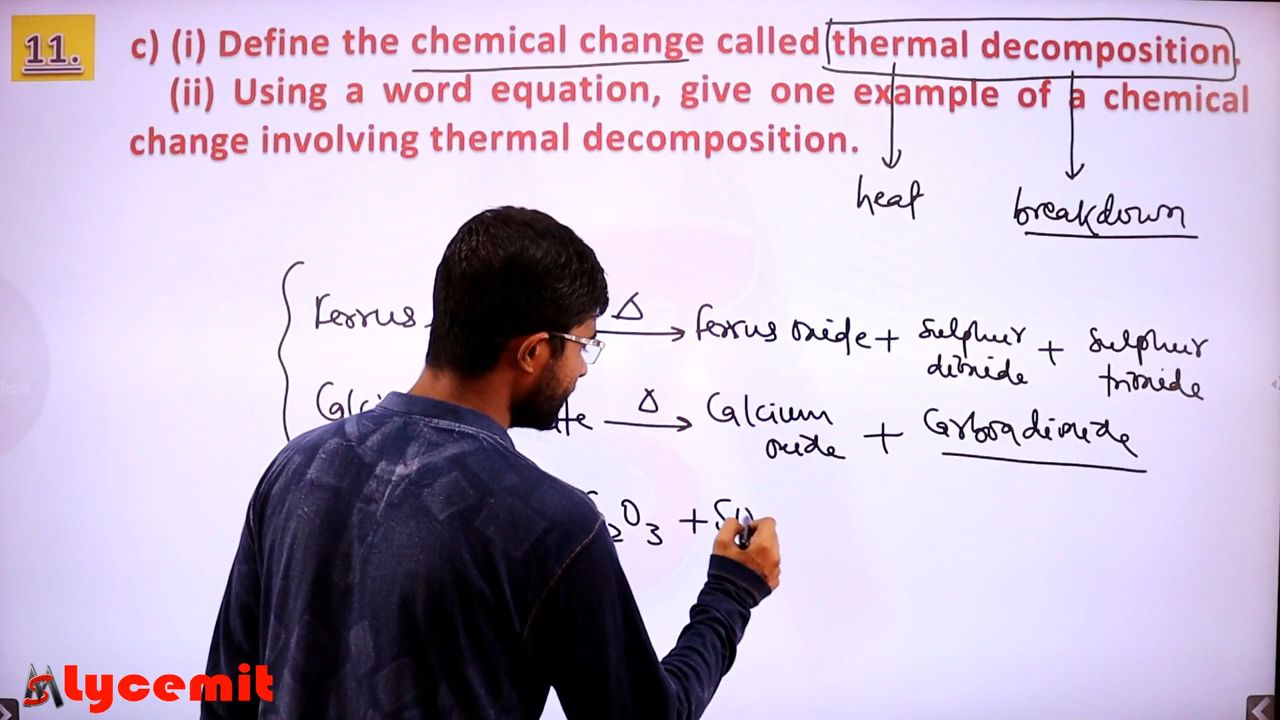 11.
c) (i) Define the chemical change called thermal decomposition.
(ii) Using a word equation, give one example of a chemical
change involving thermal decomposition.
heat
breakdown
Ferrus Δ Ferrus oxide + Sulphur dioxide + Sulphur trioxide
Δ Calcium oxide + Carbondioxide
2O3 +
Lycemit